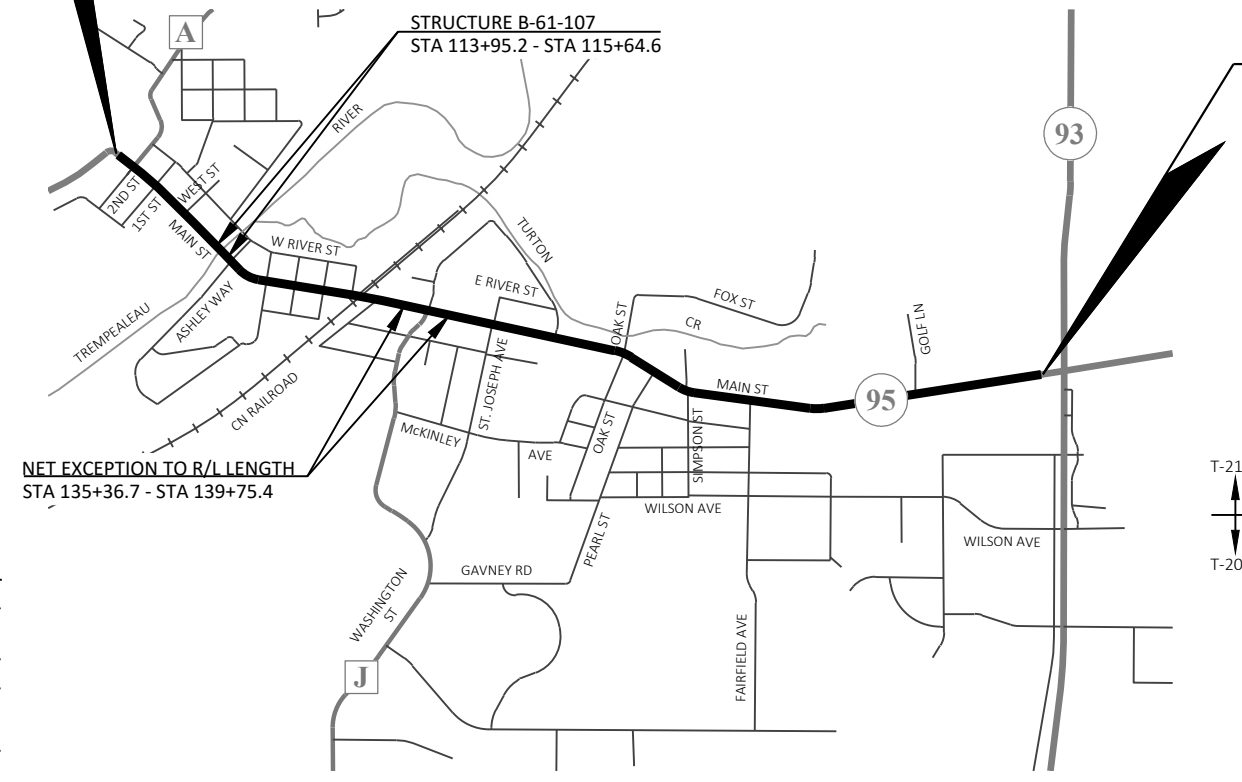 STRUCTURE B-61-107
STA 113+95.2 - STA 115+64.6
A
93
RIVER
2ND ST
1ST ST
WEST ST
MAIN ST
W RIVER ST
TURTON
E RIVER ST
FOX ST
CR
OAK ST
GOLF LN
TREMPEALEAU
ASHLEY WAY
ST. JOSEPH AVE
MAIN ST
95
CN RAILROAD
McKINLEY
AVE
OAK ST
SIMPSON ST
NET EXCEPTION TO R/L LENGTH
STA 135+36.7 - STA 139+75.4
T-21
T-20
WILSON AVE
WILSON AVE
PEARL ST
GAVNEY RD
WASHINGTON
ST
FAIRFIELD AVE
J